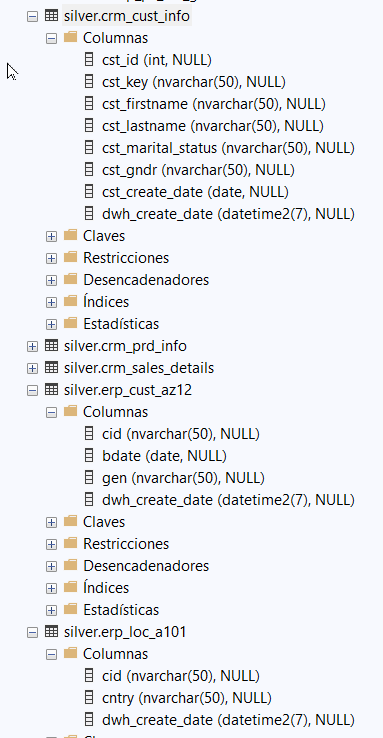 silver.crm_cust_info
Columnas
cst_id (int, NULL)
cst_key (nvarchar(50), NULL)
cst_firstname (nvarchar(50), NULL)
cst_lastname (nvarchar(50), NULL)
cst_marital_status (nvarchar(50), NULL)
cst_gndr (nvarchar(50), NULL)
cst_create_date (date, NULL)
dwh_create_date (datetime2(7), NULL)
Claves
Restricciones
Desencadenadores
Índices
Estadísticas
silver.crm_prd_info
silver.crm_sales_details
silver.erp_cust_az12
Columnas
cid (nvarchar(50), NULL)
bdate (date, NULL)
gen (nvarchar(50), NULL)
dwh_create_date (datetime2(7), NULL)
Claves
Restricciones
Desencadenadores
Índices
Estadísticas
silver.erp_loc_a101
Columnas
cid (nvarchar(50), NULL)
cntry (nvarchar(50), NULL)
dwh_create_date (datetime2(7), NULL)